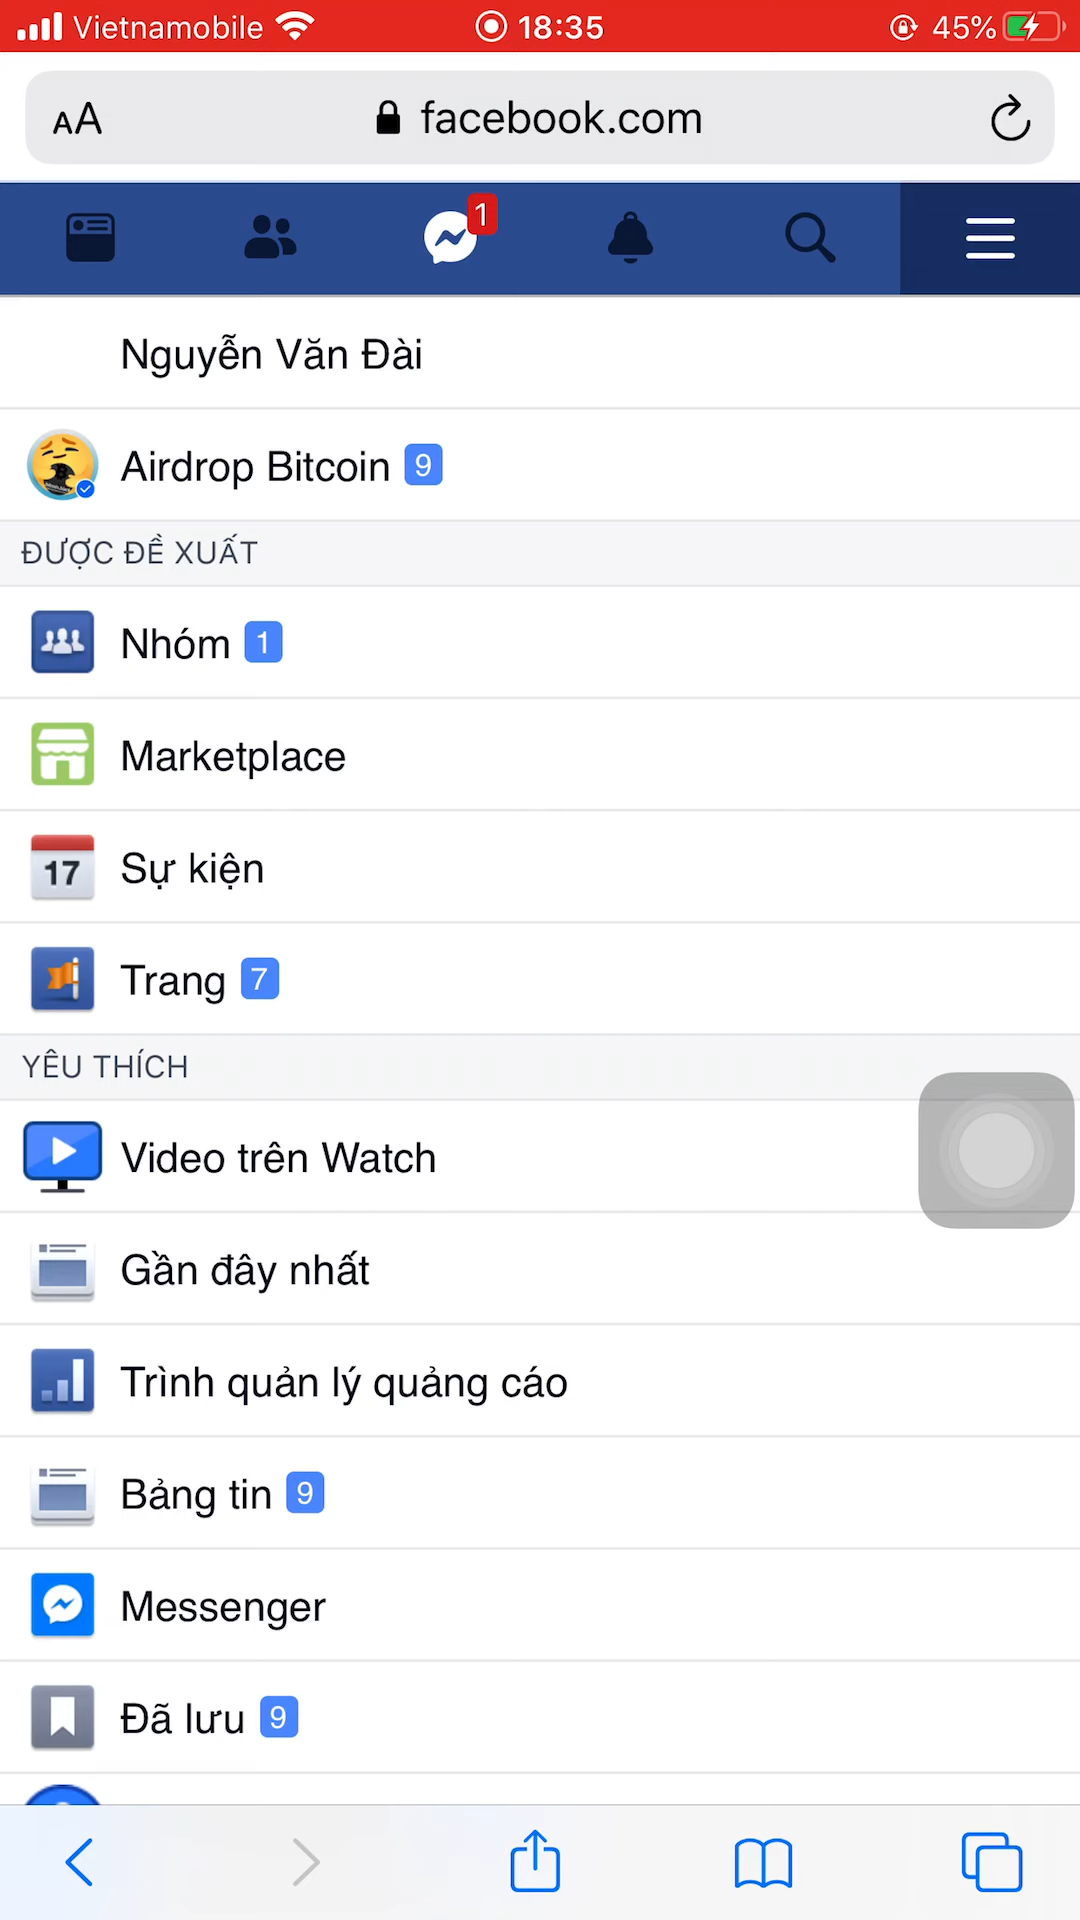 Vietnamobile 18:35 45%
AA facebook.com
1
Nguyễn Văn Đài
Airdrop Bitcoin 9
ĐƯỢC ĐỀ XUẤT
Nhóm 1
Marketplace
17 Sự kiện
Trang 7
YÊU THÍCH
Video trên Watch
Gần đây nhất
Trình quản lý quảng cáo
Bảng tin 9
Messenger
Đã lưu 9